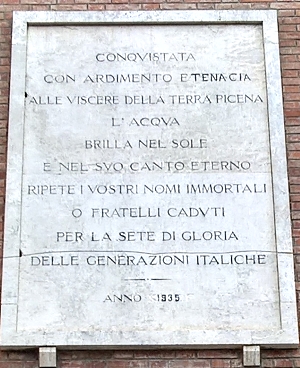 CONQVISTATA
CON ARDIMENTO E TENACIA
ALLE VISCERE DELLA TERRA PICENA
L'ACQVA
BRILLA NEL SOLE
E NEL SVO CANTO ETERNO
RIPETE I VOSTRI NOMI IMMORTALI
O FRATELLI CADVTI
PER LA SETE DI GLORIA
DELLE GENERAZIONI ITALICHE
ANNO 1935